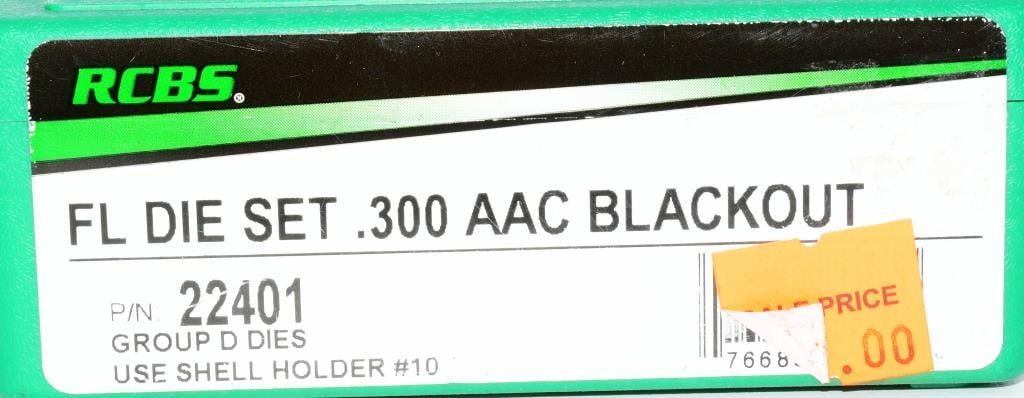 RCBS®
FL DIE SET .300 AAC BLACKOUT
P/N: 22401
GROUP D DIES
USE SHELL HOLDER #10
PRICE
.00